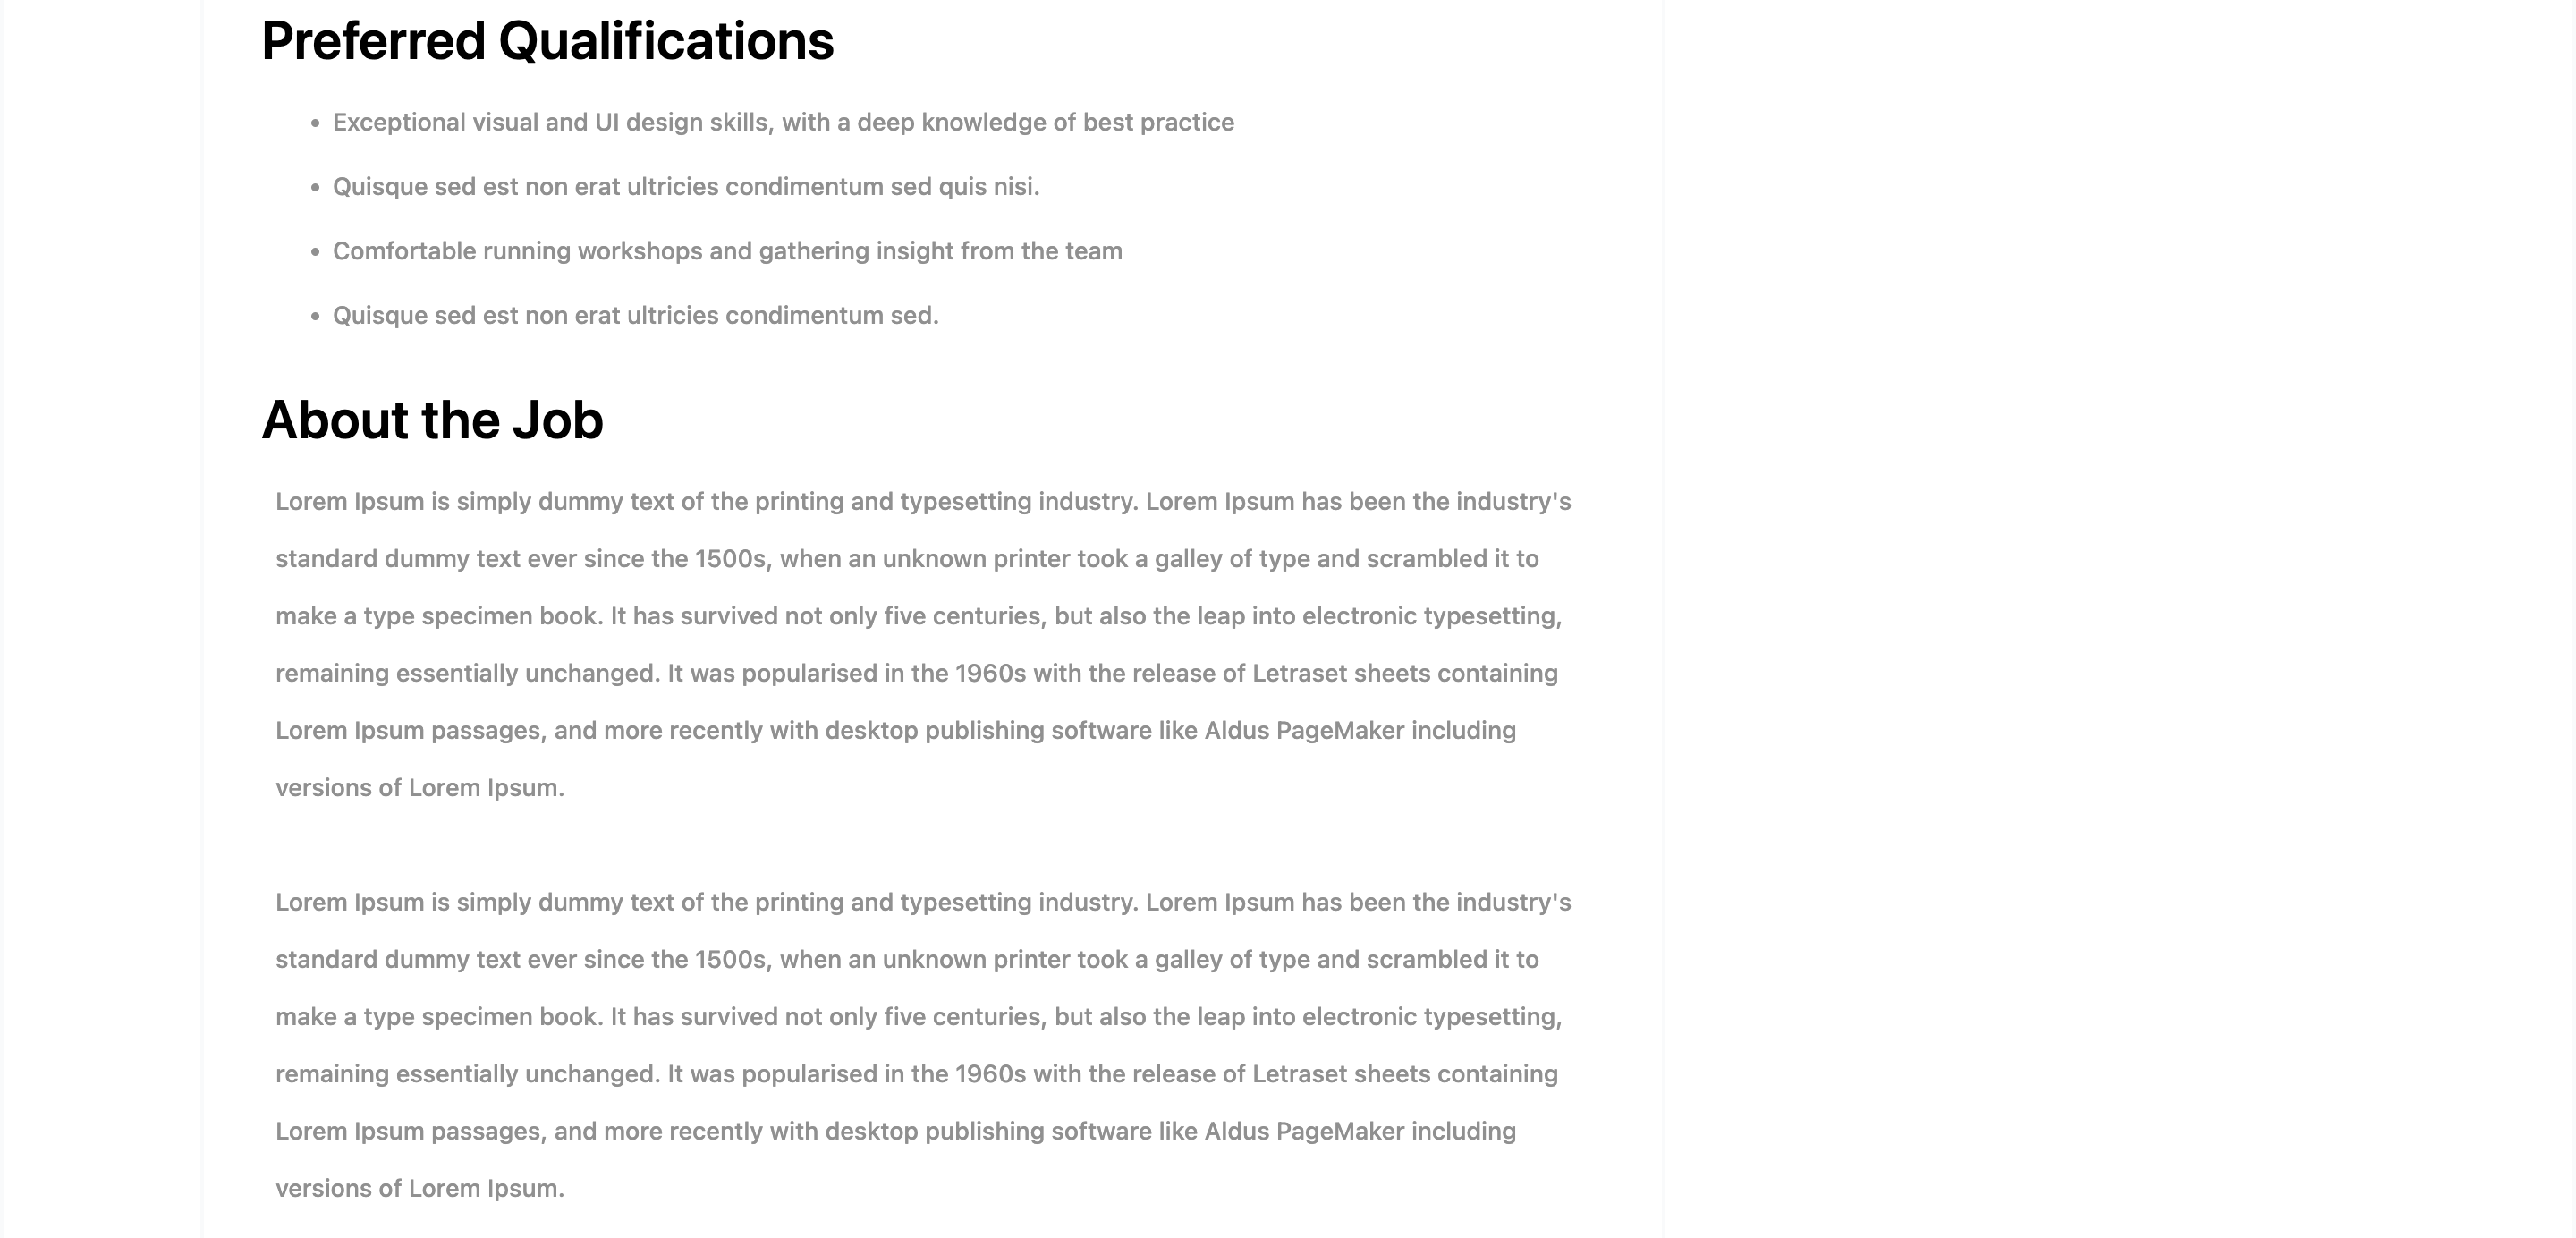 Preferred Qualifications
• Exceptional visual and UI design skills, with a deep knowledge of best practice
• Quisque sed est non erat ultricies condimentum sed quis nisi.
• Comfortable running workshops and gathering insight from the team
• Quisque sed est non erat ultricies condimentum sed.
About the Job
Lorem Ipsum is simply dummy text of the printing and typesetting industry. Lorem Ipsum has been the industry's
standard dummy text ever since the 1500s, when an unknown printer took a galley of type and scrambled it to
make a type specimen book. It has survived not only five centuries, but also the leap into electronic typesetting,
remaining essentially unchanged. It was popularised in the 1960s with the release of Letraset sheets containing
Lorem Ipsum passages, and more recently with desktop publishing software like Aldus PageMaker including
versions of Lorem Ipsum.
Lorem Ipsum is simply dummy text of the printing and typesetting industry. Lorem Ipsum has been the industry's
standard dummy text ever since the 1500s, when an unknown printer took a galley of type and scrambled it to
make a type specimen book. It has survived not only five centuries, but also the leap into electronic typesetting,
remaining essentially unchanged. It was popularised in the 1960s with the release of Letraset sheets containing
Lorem Ipsum passages, and more recently with desktop publishing software like Aldus PageMaker including
versions of Lorem Ipsum.